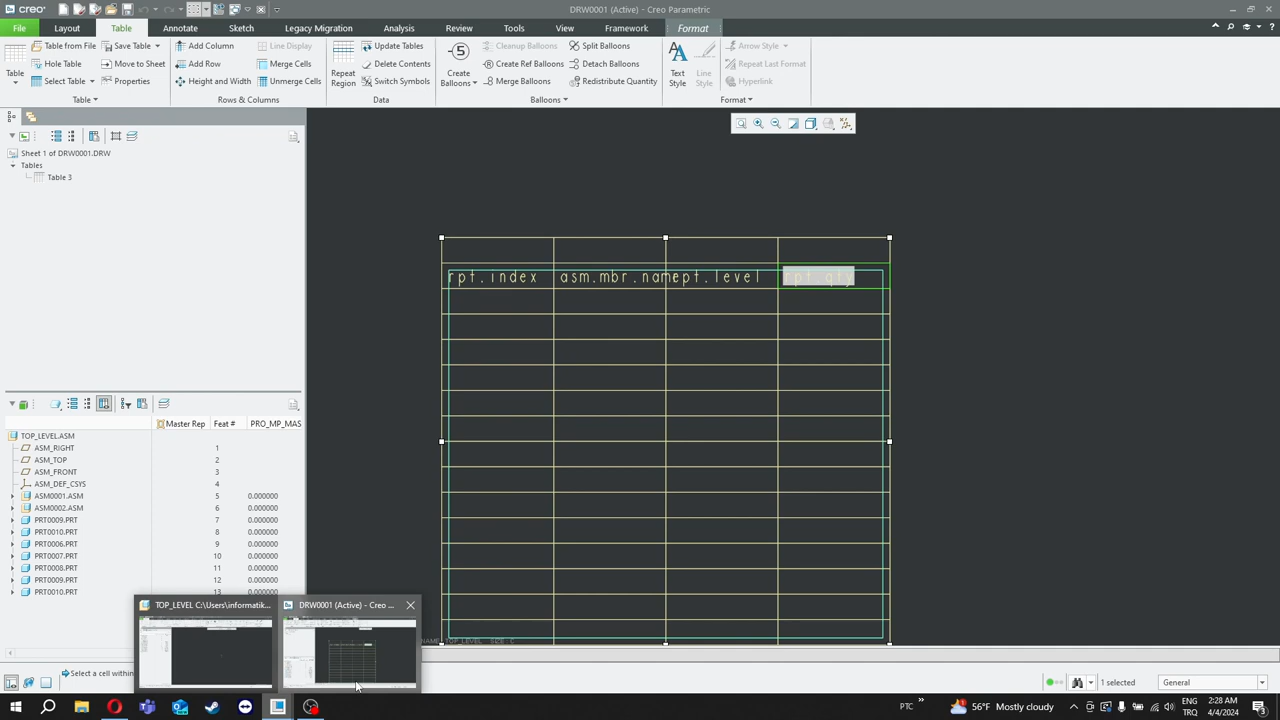 creo
DRW0001 (Active) - Creo Parametric
File Layout Table Annotate Sketch Legacy Migration Analysis Review Tools View Framework Format
Table
Table from File
Hole Table
Select Table
Save Table
Move to Sheet
Properties
Table
Add Column
Add Row
Height and Width
Line Display
Merge Cells
Unmerge Cells
Rows & Columns
Repeat
Region
Update Tables
Delete Contents
Switch Symbols
Data
Create
Balloons
Cleanup Balloons
Create Ref Balloons
Merge Balloons
Split Balloons
Detach Balloons
Redistribute Quantity
Balloons
Text
Style
Line
Style
Arrow Style
Repeat Last Format
Hyperlink
Format
Sheet 1 of DRW0001.DRW
Tables
Table 3
rpt.index asm.mbr.name rpt.level rpt.qty
Master Rep Feat # PRO_MP_MAS
TOP_LEVEL.ASM
ASM_RIGHT 1
ASM_TOP 2
ASM_FRONT 3
ASM_DEF_CSYS 4
ASM0001.ASM 5 0.000000
ASM0002.ASM 6 0.000000
PRT0009.PRT 7 0.000000
PRT0010.PRT 8 0.000000
PRT0006.PRT 9 0.000000
PRT0007.PRT 10 0.000000
PRT0008.PRT 11 0.000000
PRT0009.PRT 12 0.000000
PRT0010.PRT 13 0.000000
TOP_LEVEL C:\Users\informatik...
DRW0001 (Active) - Creo ...
NAME : TOP_LEVEL SIZE : C
Select a cell within
1 selected
General
PTC
56°F Mostly cloudy
ENG
TRQ
2:28 AM
4/4/2024